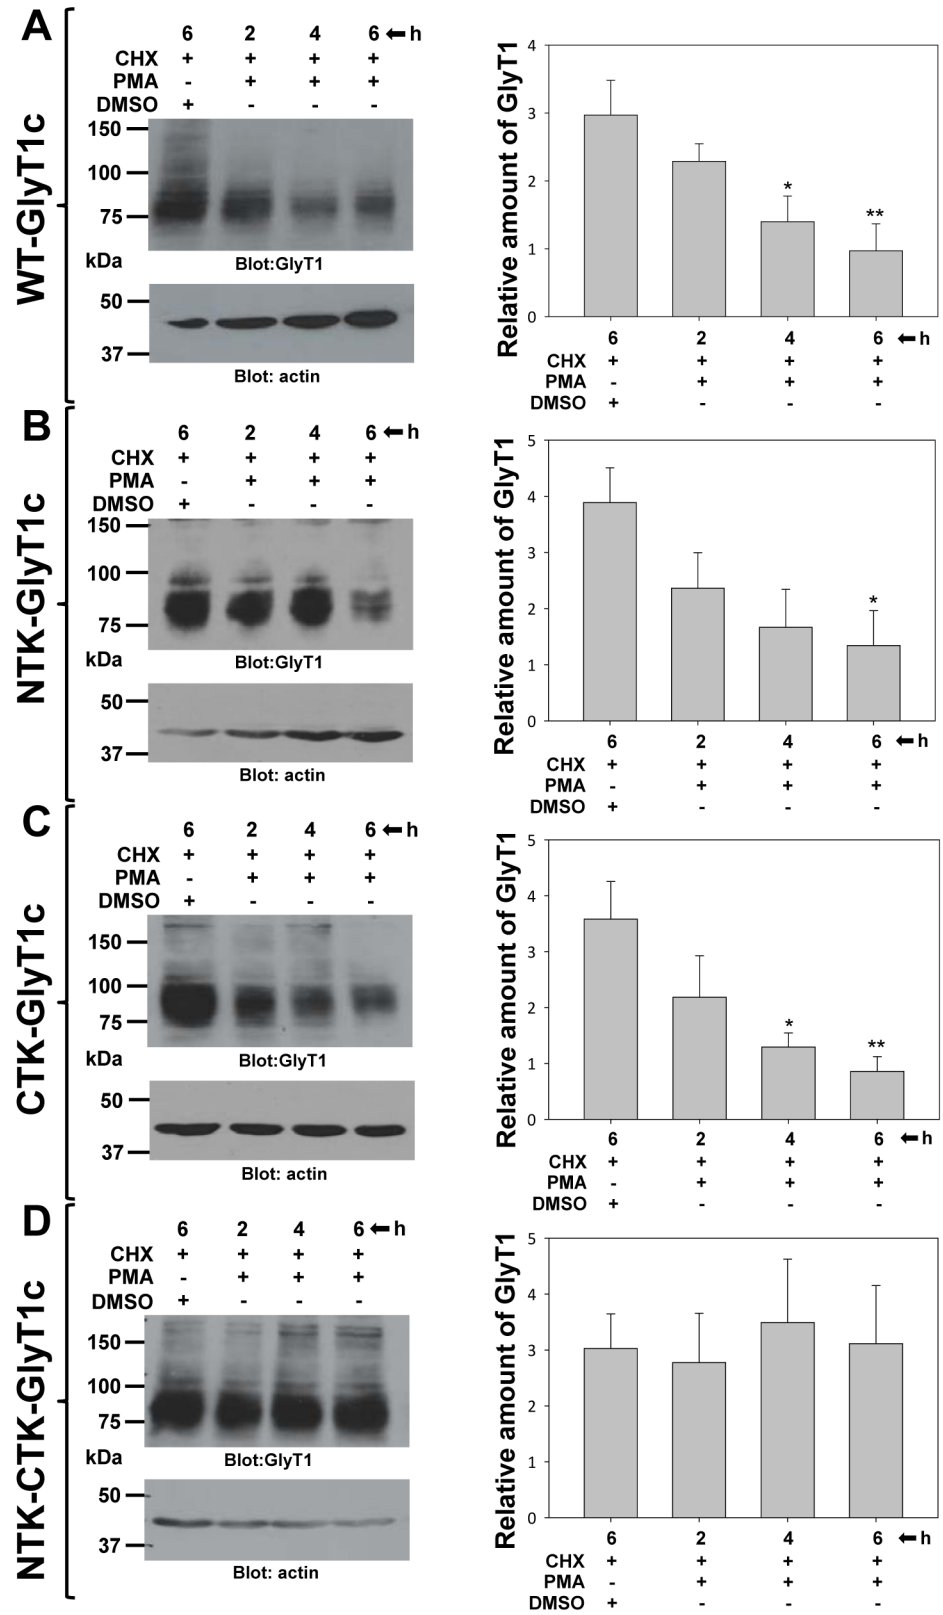 A
WT-GlyT1c
6 2 4 6 ← h
CHX + + + +
PMA - + + +
DMSO + - - -
150
100
75
kDa
Blot:GlyT1
50
37
Blot: actin
Relative amount of GlyT1
4
3
2
1
0
*
**
6 2 4 6 ← h
CHX + + + +
PMA - + + +
DMSO + - - -
B
NTK-GlyT1c
6 2 4 6 ← h
CHX + + + +
PMA - + + +
DMSO + - - -
150
100
75
kDa
Blot:GlyT1
50
37
Blot: actin
Relative amount of GlyT1
5
4
3
2
1
0
*
6 2 4 6 ← h
CHX + + + +
PMA - + + +
DMSO + - - -
C
CTK-GlyT1c
6 2 4 6 ← h
CHX + + + +
PMA - + + +
DMSO + - - -
150
100
75
kDa
Blot:GlyT1
50
37
Blot: actin
Relative amount of GlyT1
5
4
3
2
1
0
*
**
6 2 4 6 ← h
CHX + + + +
PMA - + + +
DMSO + - - -
D
NTK-CTK-GlyT1c
6 2 4 6 ← h
CHX + + + +
PMA - + + +
DMSO + - - -
150
100
75
kDa
Blot:GlyT1
50
37
Blot: actin
Relative amount of GlyT1
5
4
3
2
1
0
6 2 4 6 ← h
CHX + + + +
PMA - + + +
DMSO + - - -